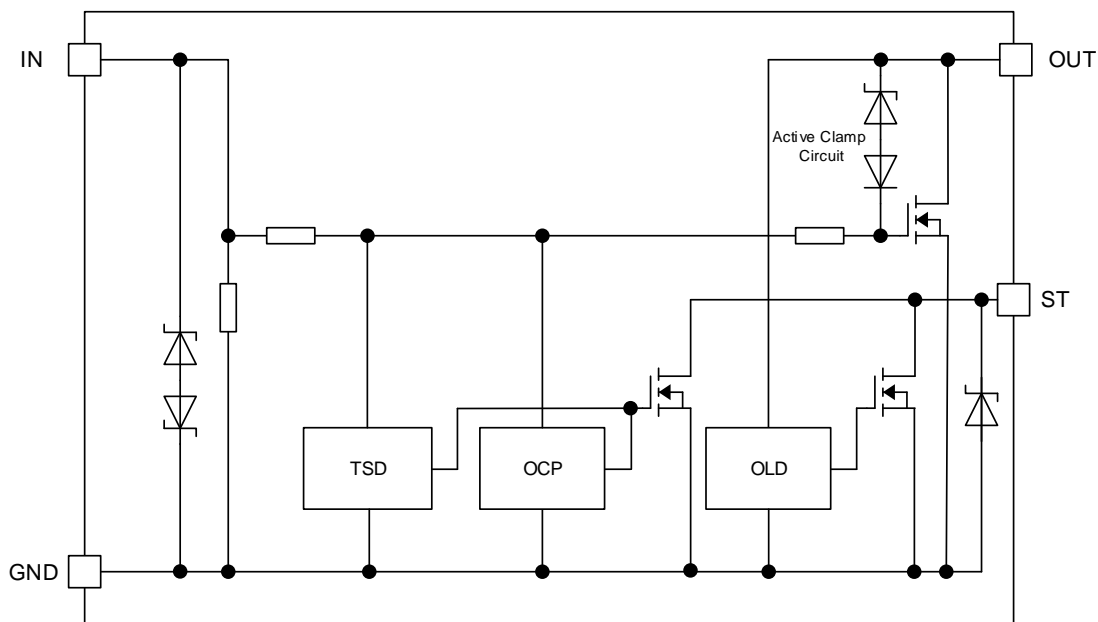 IN
OUT
Active Clamp
Circuit
ST
TSD
OCP
OLD
GND